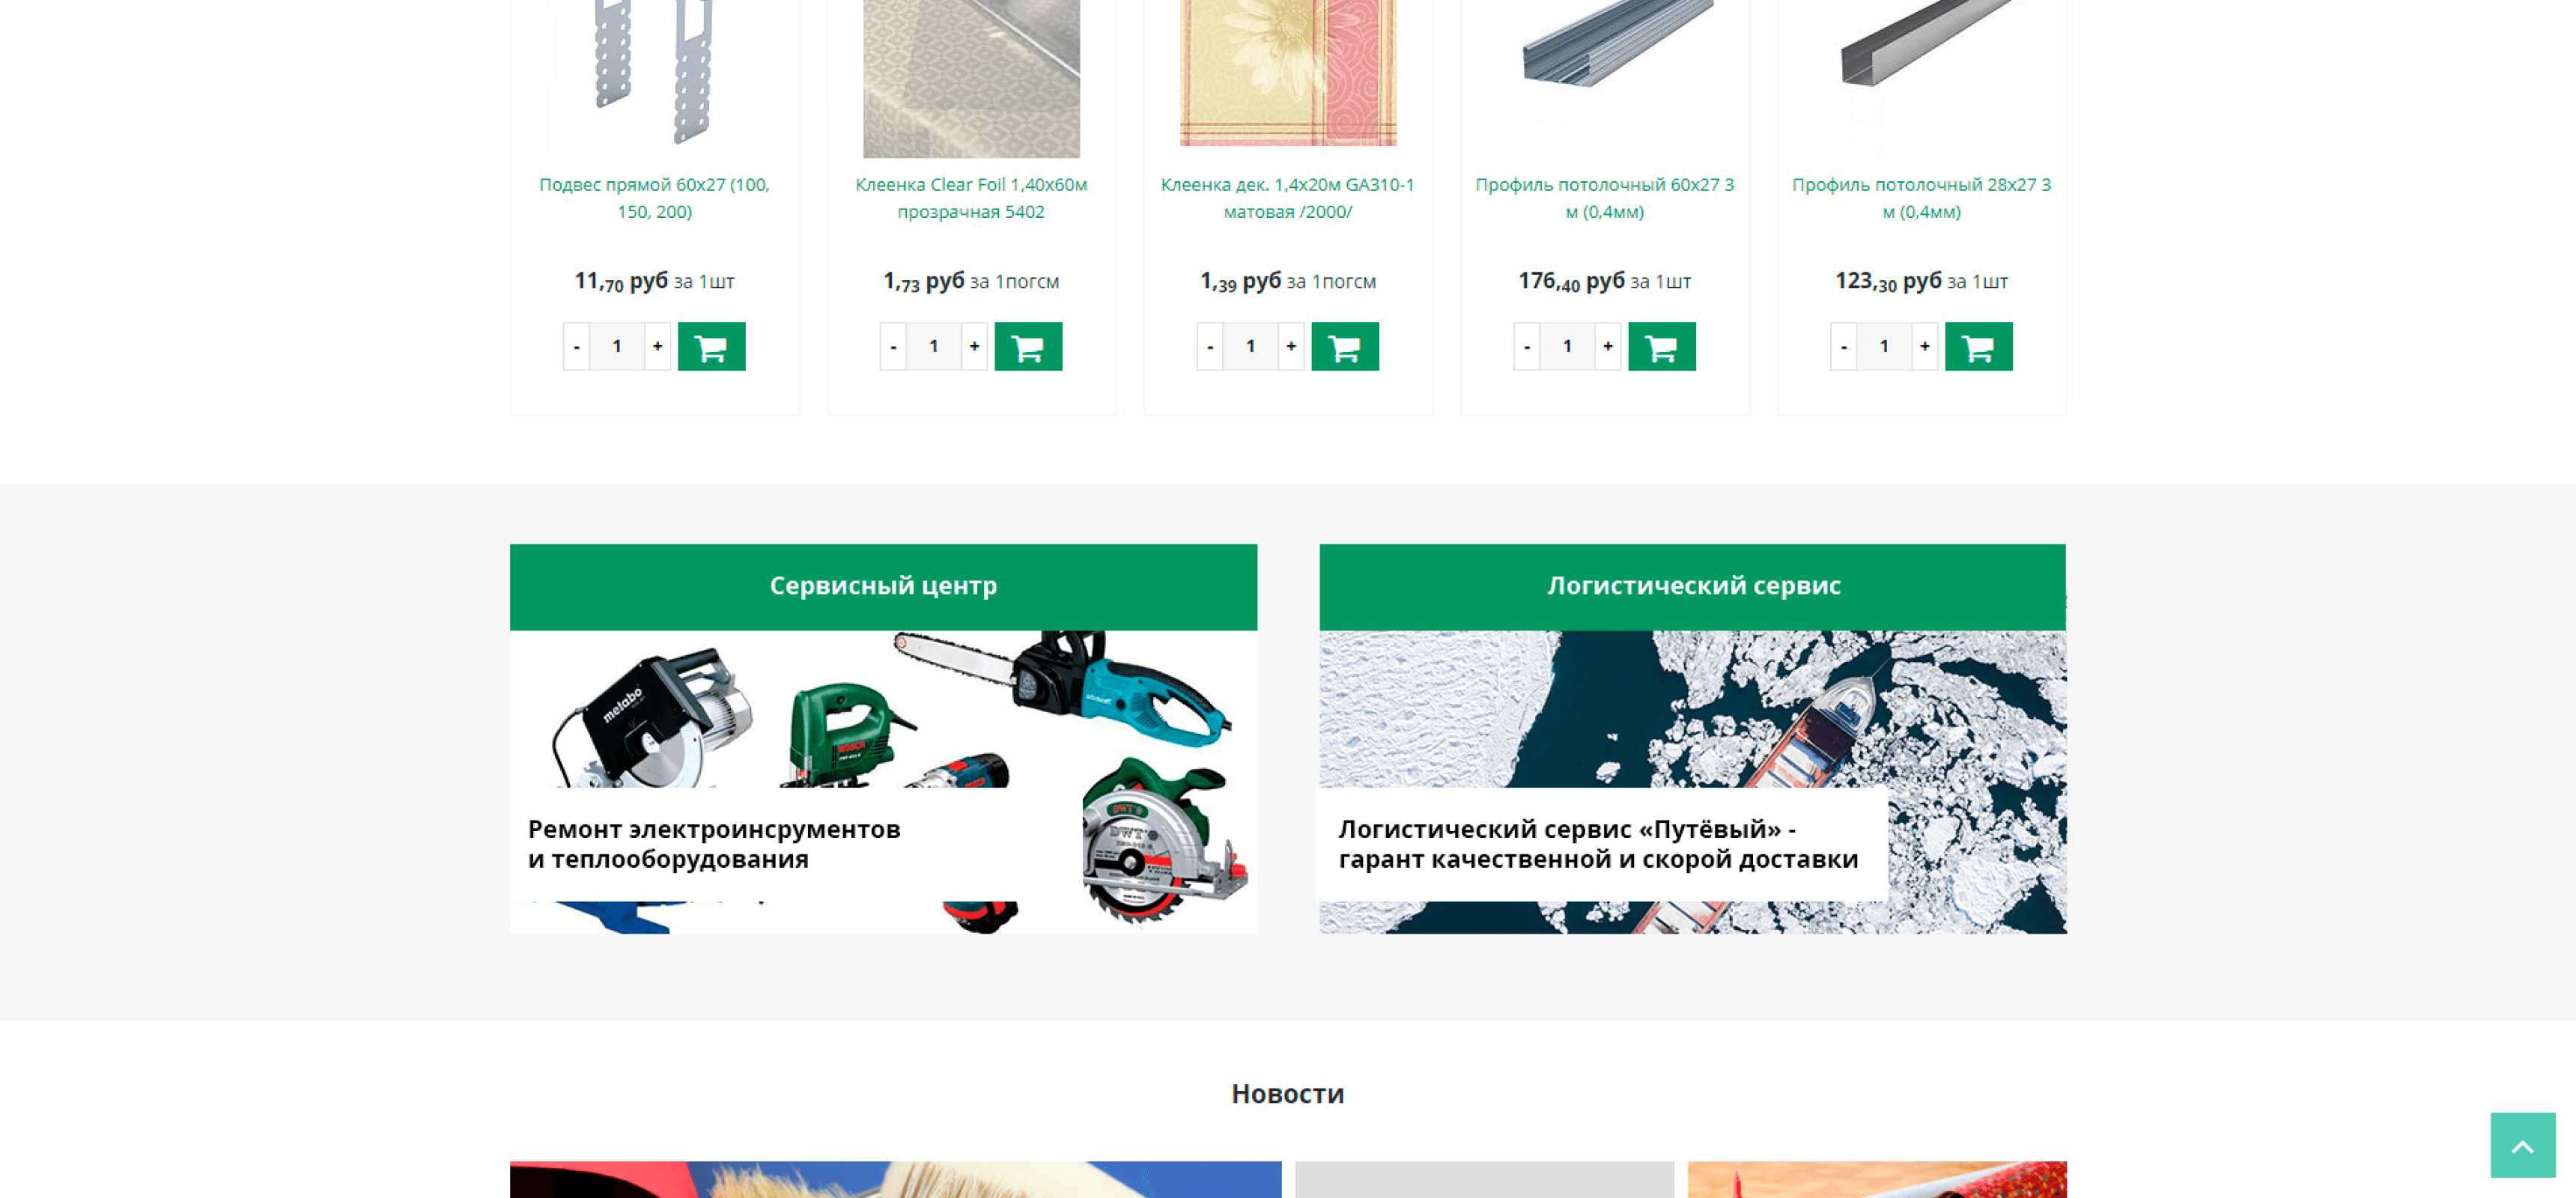 Подвес прямой 60х27 (100,
150, 200)
11,70 руб за 1шт
- 1 +
Клеенка Clear Foil 1,40х60м
прозрачная 5402
1,73 руб за 1погсм
- 1 +
Клеенка дек. 1,4х20м GA310-1
матовая /2000/
1,39 руб за 1погсм
- 1 +
Профиль потолочный 60х27 3
м (0,4мм)
176,40 руб за 1шт
- 1 +
Профиль потолочный 28х27 3
м (0,4мм)
123,30 руб за 1шт
- 1 +
Сервисный центр
metabo
BOSCH
DWT
DWT
Ремонт электроинсрументов
и теплооборудования
Логистический сервис
Логистический сервис «Путёвый» -
гарант качественной и скорой доставки
Новости